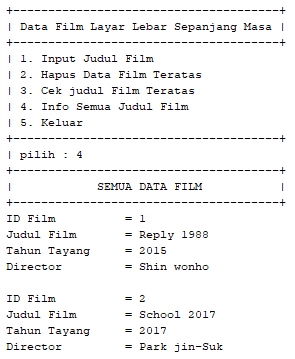 +--------------------------------------+
| Data Film Layar Lebar Sepanjang Masa |
+--------------------------------------+
| 1. Input Judul Film
| 2. Hapus Data Film Teratas
| 3. Cek judul Film Teratas
| 4. Info Semua Judul Film
| 5. Keluar
+--------------------------------------+
| pilih : 4
+--------------------------------------+
|            SEMUA DATA FILM           |
+--------------------------------------+
ID Film          = 1
Judul Film       = Reply 1988
Tahun Tayang     = 2015
Director         = Shin wonho

ID Film          = 2
Judul Film       = School 2017
Tahun Tayang     = 2017
Director         = Park jin-Suk